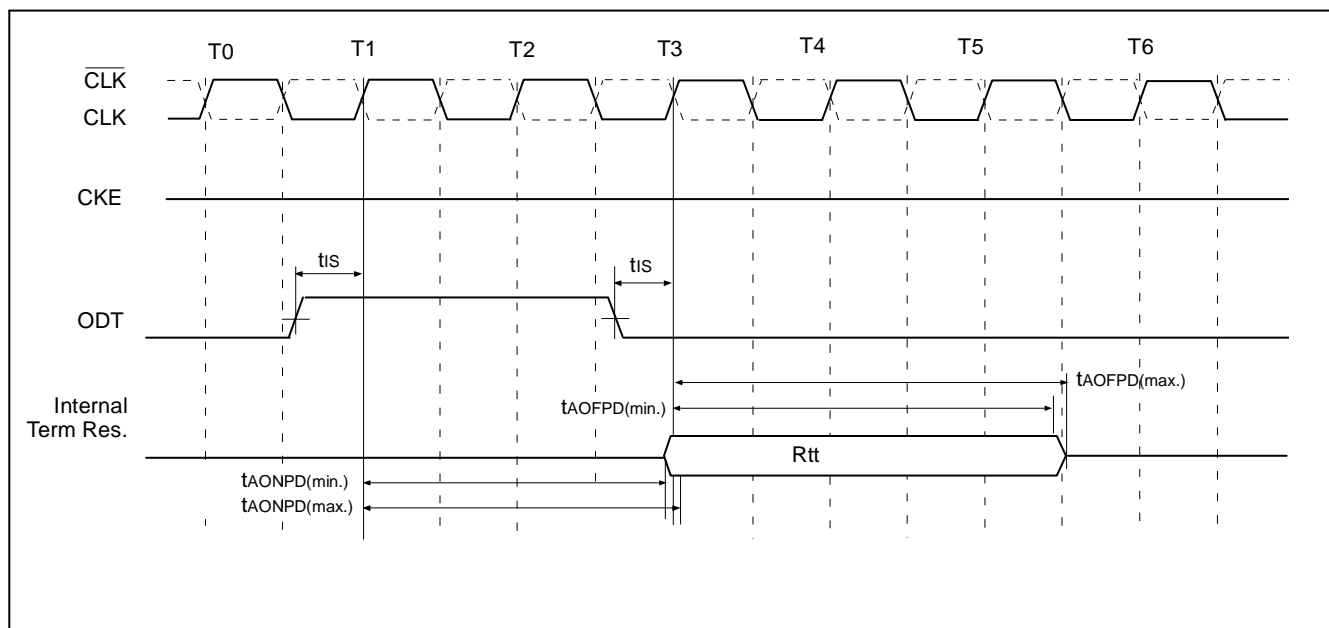 T0 T1 T2 T3 T4 T5 T6
CLK
CLK
CKE
tIS tIS
ODT
tAOFPD(max.)
Internal
Term Res.
tAOFPD(min.)
Rtt
tAONPD(min.)
tAONPD(max.)